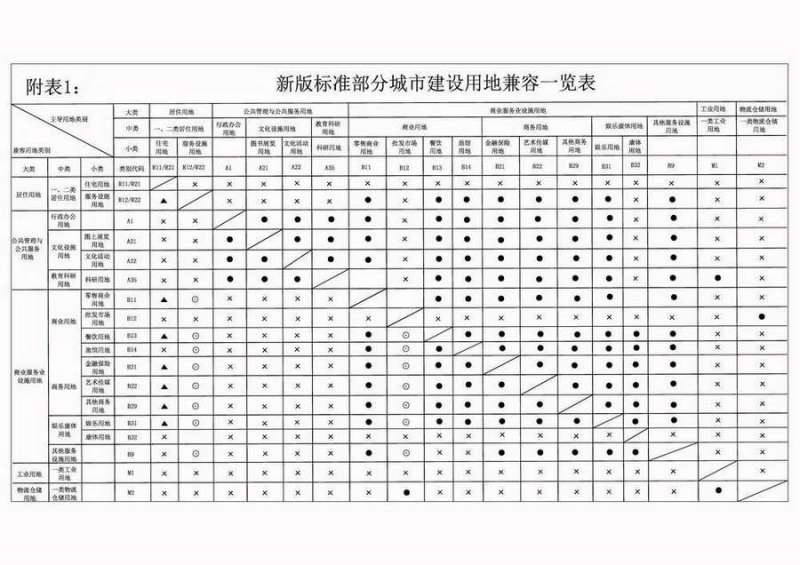 附表1：
新版标准部分城市建设用地兼容一览表
主导用地类别
兼容用地类别
大类 居住用地 公共管理与公共服务用地 商业服务业设施用地 工业用地 物流仓储用地
中类 一、二类居住用地 行政办公用地 文化设施用地 教育科研用地 商业用地 商务用地 娱乐康体用地 其他服务设施用地 一类工业用地 一类物流仓储用地
小类 住宅用地 服务设施用地 图书展览用地 文化活动用地 科研用地 零售商业用地 批发市场用地 餐饮用地 旅馆用地 金融保险用地 艺术传媒用地 其他商务用地 娱乐用地 康体用地
大类 中类 小类 类别代码 R11/R21 R12/R22 A1 A21 A22 A35 B11 B12 B13 B14 B21 B22 B29 B31 B32 B9 M1 M2
居住用地 一、二类居住用地 住宅用地 R11/R21
服务设施用地 R12/R22
公共管理与公共服务用地 行政办公用地 A1
文化设施用地 图上展览用地 A21
文化活动用地 A22
教育科研用地 科研用地 A35
商业服务业设施用地 商业用地 零售商业用地 B11
批发市场用地 B12
餐饮用地 B13
旅馆用地 B14
商务用地 金融保险用地 B21
艺术传媒用地 B22
其他商务用地 B29
娱乐康体用地 娱乐用地 B31
康体用地 B32
其他服务设施用地 B9
工业用地 一类工业用地 M1
物流仓储用地 一类物流仓储用地 M2